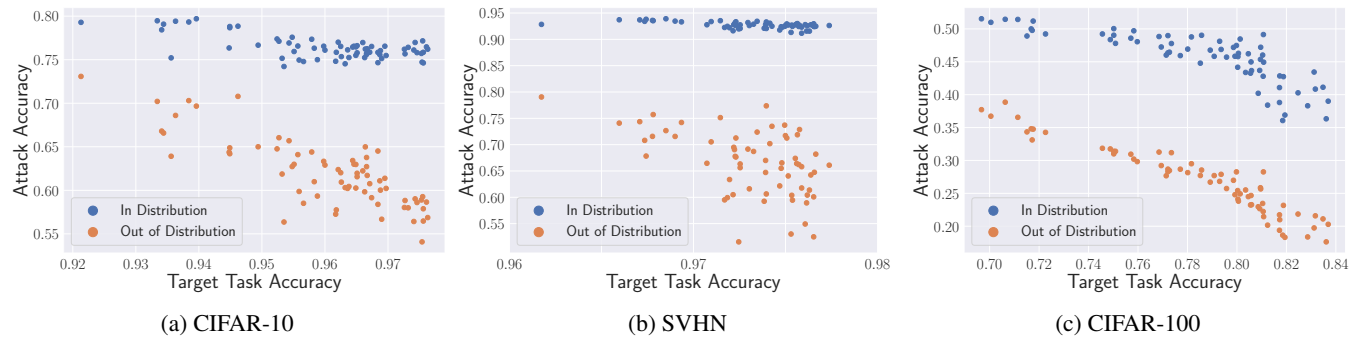 0.80
0.75
0.70
0.65
0.60
0.55
Attack Accuracy
In Distribution
Out of Distribution
0.92 0.93 0.94 0.95 0.96 0.97
Target Task Accuracy
(a) CIFAR-10
0.95
0.90
0.85
0.80
0.75
0.70
0.65
0.60
0.55
Attack Accuracy
In Distribution
Out of Distribution
0.96 0.97 0.98
Target Task Accuracy
(b) SVHN
0.50
0.45
0.40
0.35
0.30
0.25
0.20
Attack Accuracy
In Distribution
Out of Distribution
0.70 0.72 0.74 0.76 0.78 0.80 0.82 0.84
Target Task Accuracy
(c) CIFAR-100